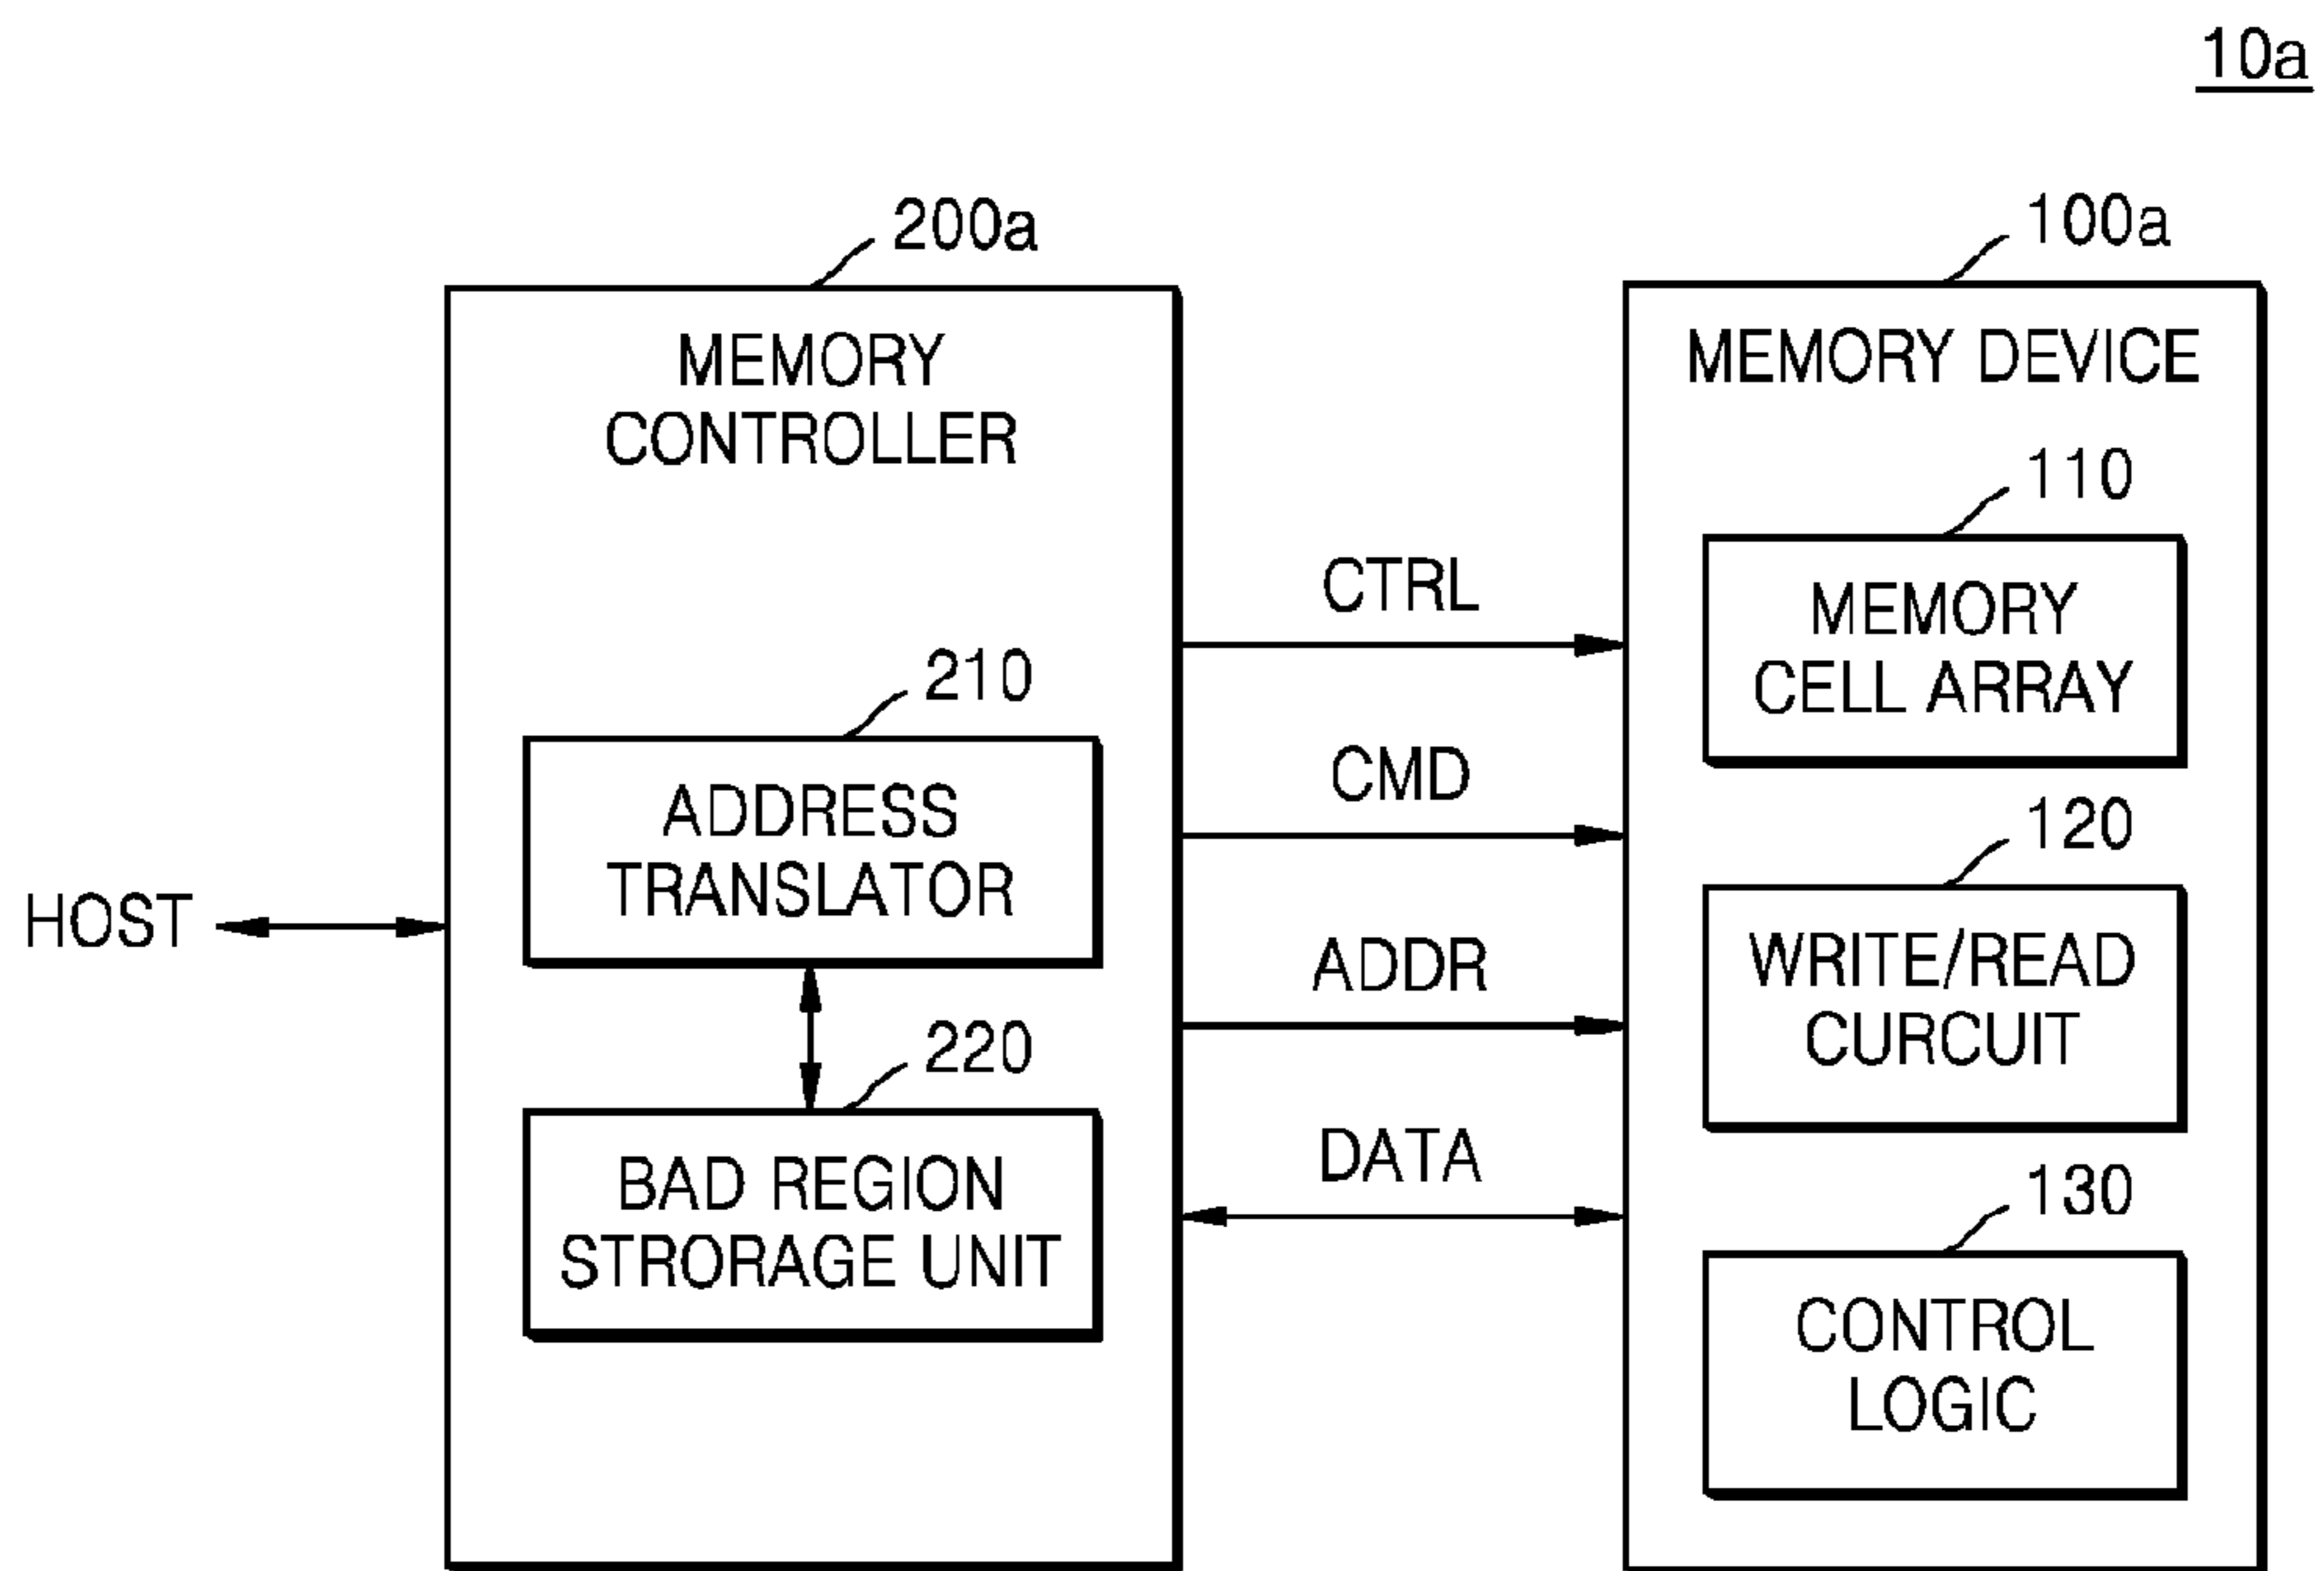 10a
200a
MEMORY
CONTROLLER
210
ADDRESS
TRANSLATOR
220
BAD REGION
STRORAGE UNIT
HOST
CTRL
CMD
ADDR
DATA
100a
MEMORY DEVICE
110
MEMORY
CELL ARRAY
120
WRITE/READ
CURCUIT
130
CONTROL
LOGIC